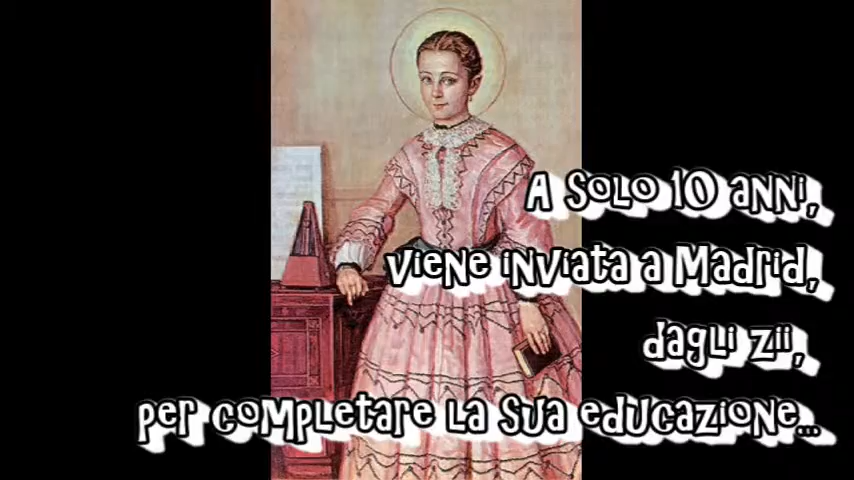 A solo 10 anni,
viene inviata a Madrid,
dagli zii,
per completare la sua educazione...